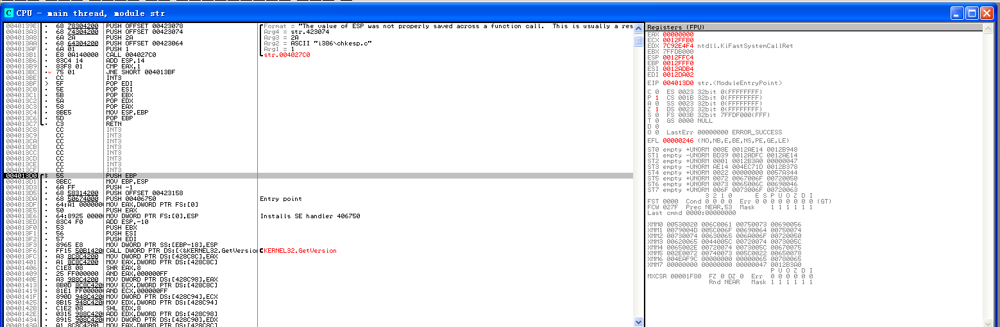 CPU - main thread, module str
0040139E · 68 78304200 PUSH OFFSET 00423078 Format = "The value of ESP was not properly saved across a function call.  This is usually a res
004013A3 · 68 74304200 PUSH OFFSET 00423074 Arg4 = str.423074
004013A8 · 6A 2A PUSH 2A Arg3 = 2A
004013AA · 68 64304200 PUSH OFFSET 00423064 Arg2 = ASCII "i386\chkesp.c"
004013AF · 6A 01 PUSH 1 Arg1 = 1
004013B1 · E8 0A140000 CALL 004027C0 str.004027C0
004013B6 · 83C4 14 ADD ESP,14
004013B9 · 83F8 01 CMP EAX,1
004013BC · 75 01 JNE SHORT 004013BF
004013BE · CC INT3
004013BF > 5F POP EDI
004013C0 · 5E POP ESI
004013C1 · 5B POP EBX
004013C2 · 5A POP EDX
004013C3 · 58 POP EAX
004013C4 · 8BE5 MOV ESP,EBP
004013C6 · 5D POP EBP
004013C7 · C3 RETN
004013C8 CC INT3
004013C9 CC INT3
004013CA CC INT3
004013CB CC INT3
004013CC CC INT3
004013CD CC INT3
004013CE CC INT3
004013CF CC INT3
004013D0 $ 55 PUSH EBP
004013D1 · 8BEC MOV EBP,ESP
004013D3 · 6A FF PUSH -1
004013D5 · 68 58314200 PUSH OFFSET 00423158
004013DA · 68 50674000 PUSH 00406750 Entry point
004013DF · 64:A1 0000000 MOV EAX,DWORD PTR FS:[0]
004013E5 · 50 PUSH EAX
004013E6 · 64:8925 0000 MOV DWORD PTR FS:[0],ESP Installs SE handler 406750
004013ED · 83C4 F0 ADD ESP,-10
004013F0 · 53 PUSH EBX
004013F1 · 56 PUSH ESI
004013F2 · 57 PUSH EDI
004013F3 · 8965 E8 MOV DWORD PTR SS:[EBP-18],ESP
004013F6 · FF15 50B14200 CALL DWORD PTR DS:[<&KERNEL32.GetVersion KERNEL32.GetVersion
004013FC · A3 8C8C4200 MOV DWORD PTR DS:[428C8C],EAX
00401401 · A1 8C8C4200 MOV EAX,DWORD PTR DS:[428C8C]
00401406 · C1E8 08 SHR EAX,8
00401409 · 25 FF000000 AND EAX,000000FF
0040140E · A3 988C4200 MOV DWORD PTR DS:[428C98],EAX
00401413 · 8B0D 8C8C4200 MOV ECX,DWORD PTR DS:[428C8C]
00401419 · 81E1 FF000000 AND ECX,000000FF
0040141F · 890D 948C4200 MOV DWORD PTR DS:[428C94],ECX
00401425 · 8B15 948C4200 MOV EDX,DWORD PTR DS:[428C94]
0040142B · C1E2 08 SHL EDX,8
0040142E · 0315 988C4200 ADD EDX,DWORD PTR DS:[428C98]
00401434 · 8915 908C4200 MOV DWORD PTR DS:[428C90],EDX
0040143A · A1 8C8C4200 MOV EAX,DWORD PTR DS:[428C8C]
Registers (FPU)
EAX 00000000
ECX 0012FFB0
EDX 7C92E4F4 ntdll.KiFastSystemCallRet
EBX 7FFDB000
ESP 0012FFC4
EBP 0012FFF0
ESI 0012ADB4
EDI 0012DA02
EIP 004013D0 str.<ModuleEntryPoint>
C 0 ES 0023 32bit 0(FFFFFFFF)
P 1 CS 001B 32bit 0(FFFFFFFF)
A 0 SS 0023 32bit 0(FFFFFFFF)
Z 1 DS 0023 32bit 0(FFFFFFFF)
S 0 FS 003B 32bit 7FFDF000(FFF)
T 0 GS 0000 NULL
D 0
O 0 LastErr 00000000 ERROR_SUCCESS
EFL 00000246 (NO,NB,E,BE,NS,PE,GE,LE)
ST0 empty +UNORM 008E 0012AE14 0012B948
ST1 empty -UNORM BD39 0012ADFC 0012AE14
ST2 empty +UNORM 0001 0012B3A0 00000047
ST3 empty -UNORM AE14 004EC71D 0012B378
ST4 empty +UNORM 0022 00000000 0057A344
ST5 empty +UNORM 0072 0067006F 00720050
ST6 empty +UNORM 0073 0065006C 00690046
ST7 empty +UNORM 006F 0073006F 00720063
3 2 1 0 E S P U O Z D I
FST 0000 Cond 0 0 0 0 Err 0 0 0 0 0 0 0 0 (GT)
FCW 027F Prec NEAR,53 Mask 1 1 1 1 1 1
Last cmnd 0000:00000000
XMM0 00530020 006C0061 00750073 00690056
XMM1 0079004D 005C006F 00690064 00750074
XMM2 00730074 00630065 006A006F 00720050
XMM3 00620065 0044005C 00720074 0073005C
XMM4 0065002E 00720074 0073005C 00670075
XMM5 002E0072 00740073 005C0022 00650078
XMM6 004EAF9C 00000000 00000065 00780065
XMM7 00000000 00000000 00000047 0012B3A0
P U O Z D I
MXCSR 00001F80 FZ 0 DZ 0 Err 0 0 0 0 0 0
Rnd NEAR Mask 1 1 1 1 1 1